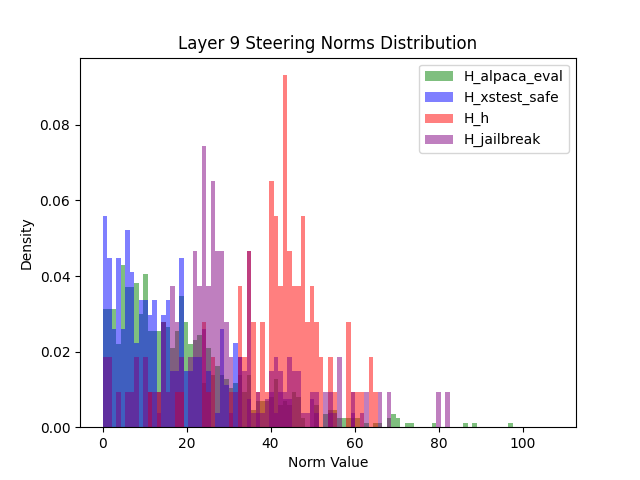 Layer 9 Steering Norms Distribution
H_alpaca_eval
H_xstest_safe
H_h
H_jailbreak
Density
0.08
0.06
0.04
0.02
0.00
0 20 40 60 80 100
Norm Value